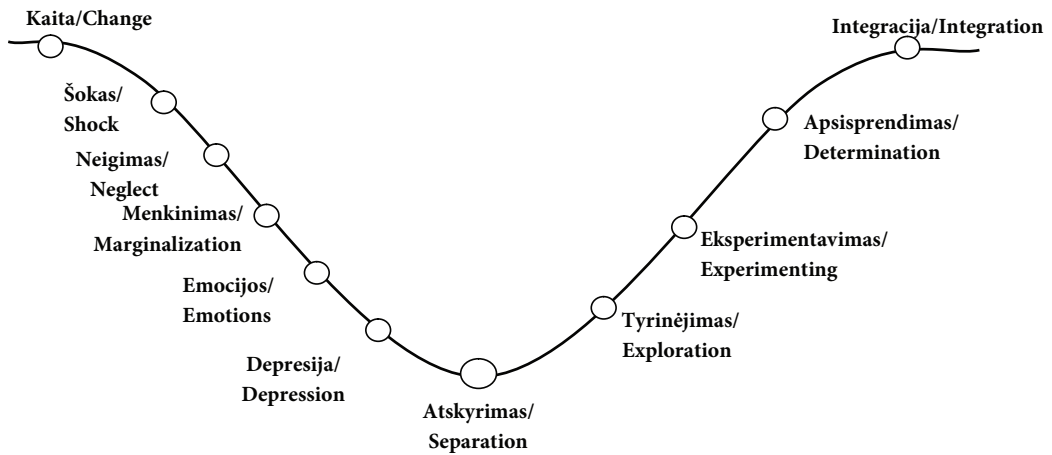 Kaita/Change
Šokas/
Shock
Neigimas/
Neglect
Menkinimas/
Marginalization
Emocijos/
Emotions
Depresija/
Depression
Atskyrimas/
Separation
Tyrinėjimas/
Exploration
Eksperimentavimas/
Experimenting
Apsisprendimas/
Determination
Integracija/Integration